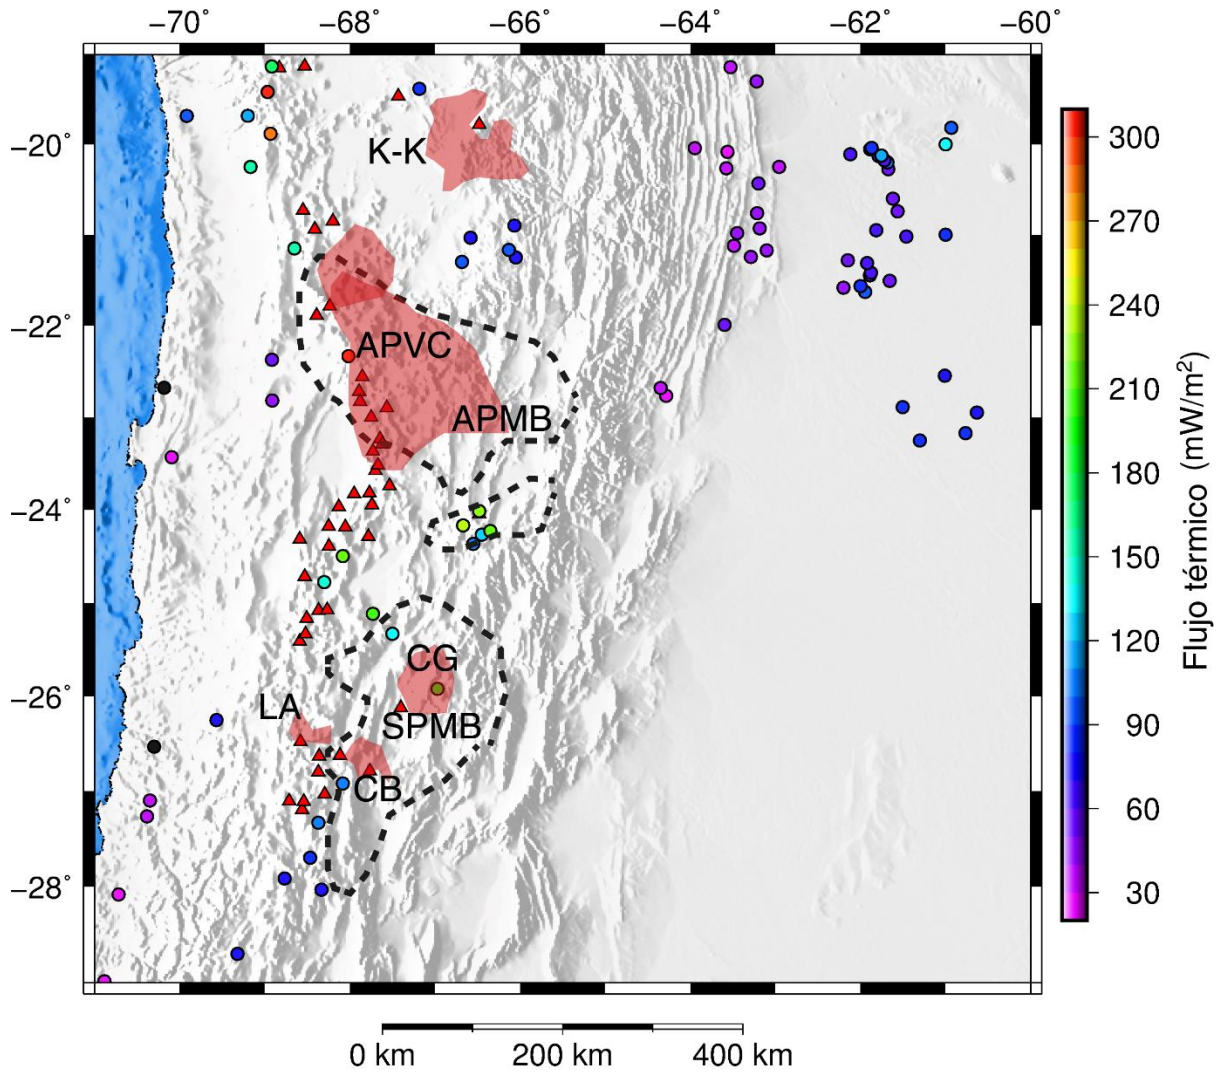 −70˚ −68˚ −66˚ −64˚ −62˚ −60˚
−20˚
−22˚
−24˚
−26˚
−28˚
K-K
APVC
APMB
CG
LA
SPMB
CB
300
270
240
210
180
150
120
90
60
30
Flujo térmico (mW/m²)
0 km 200 km 400 km